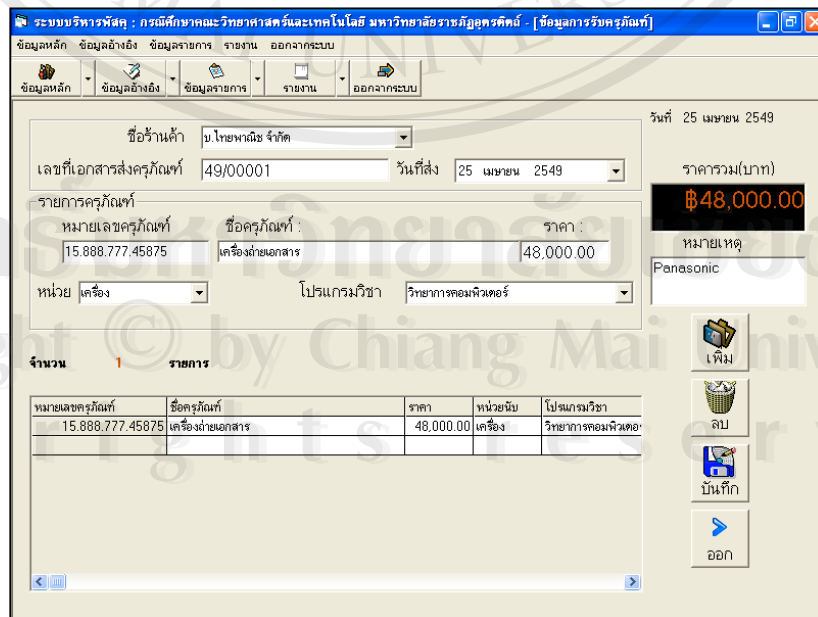 ระบบบริหารพัสดุ : กรณีศึกษาคณะวิทยาศาสตร์และเทคโนโลยี มหาวิทยาลัยราชภัฏอุตรดิตถ์ - [ข้อมูลการรับครุภัณฑ์]
ข้อมูลหลัก ข้อมูลอ้างอิง ข้อมูลรายการ รายงาน ออกจากระบบ
ข้อมูลหลัก ข้อมูลอ้างอิง ข้อมูลรายการ รายงาน ออกจากระบบ
วันที่ 25 เมษายน 2549
ชื่อร้านค้า บ.ไทยพาณิช จำกัด
เลขที่เอกสารส่งครุภัณฑ์ 49/00001 วันที่ส่ง 25 เมษายน 2549
ราคารวม(บาท)
฿48,000.00
รายการครุภัณฑ์
หมายเลขครุภัณฑ์ ชื่อครุภัณฑ์ : ราคา :
15.888.777.45875 เครื่องถ่ายเอกสาร 48,000.00
หมายเหตุ
Panasonic
หน่วย เครื่อง โปรแกรมวิชา วิทยาการคอมพิวเตอร์
จำนวน 1 รายการ
หมายเลขครุภัณฑ์ ชื่อครุภัณฑ์ ราคา หน่วยนับ โปรแกรมวิชา
15.888.777.45875 เครื่องถ่ายเอกสาร 48,000.00 เครื่อง วิทยาการคอมพิวเตอ
เพิ่ม
ลบ
บันทึก
ออก
by Chiang Mai Univ
rights reser